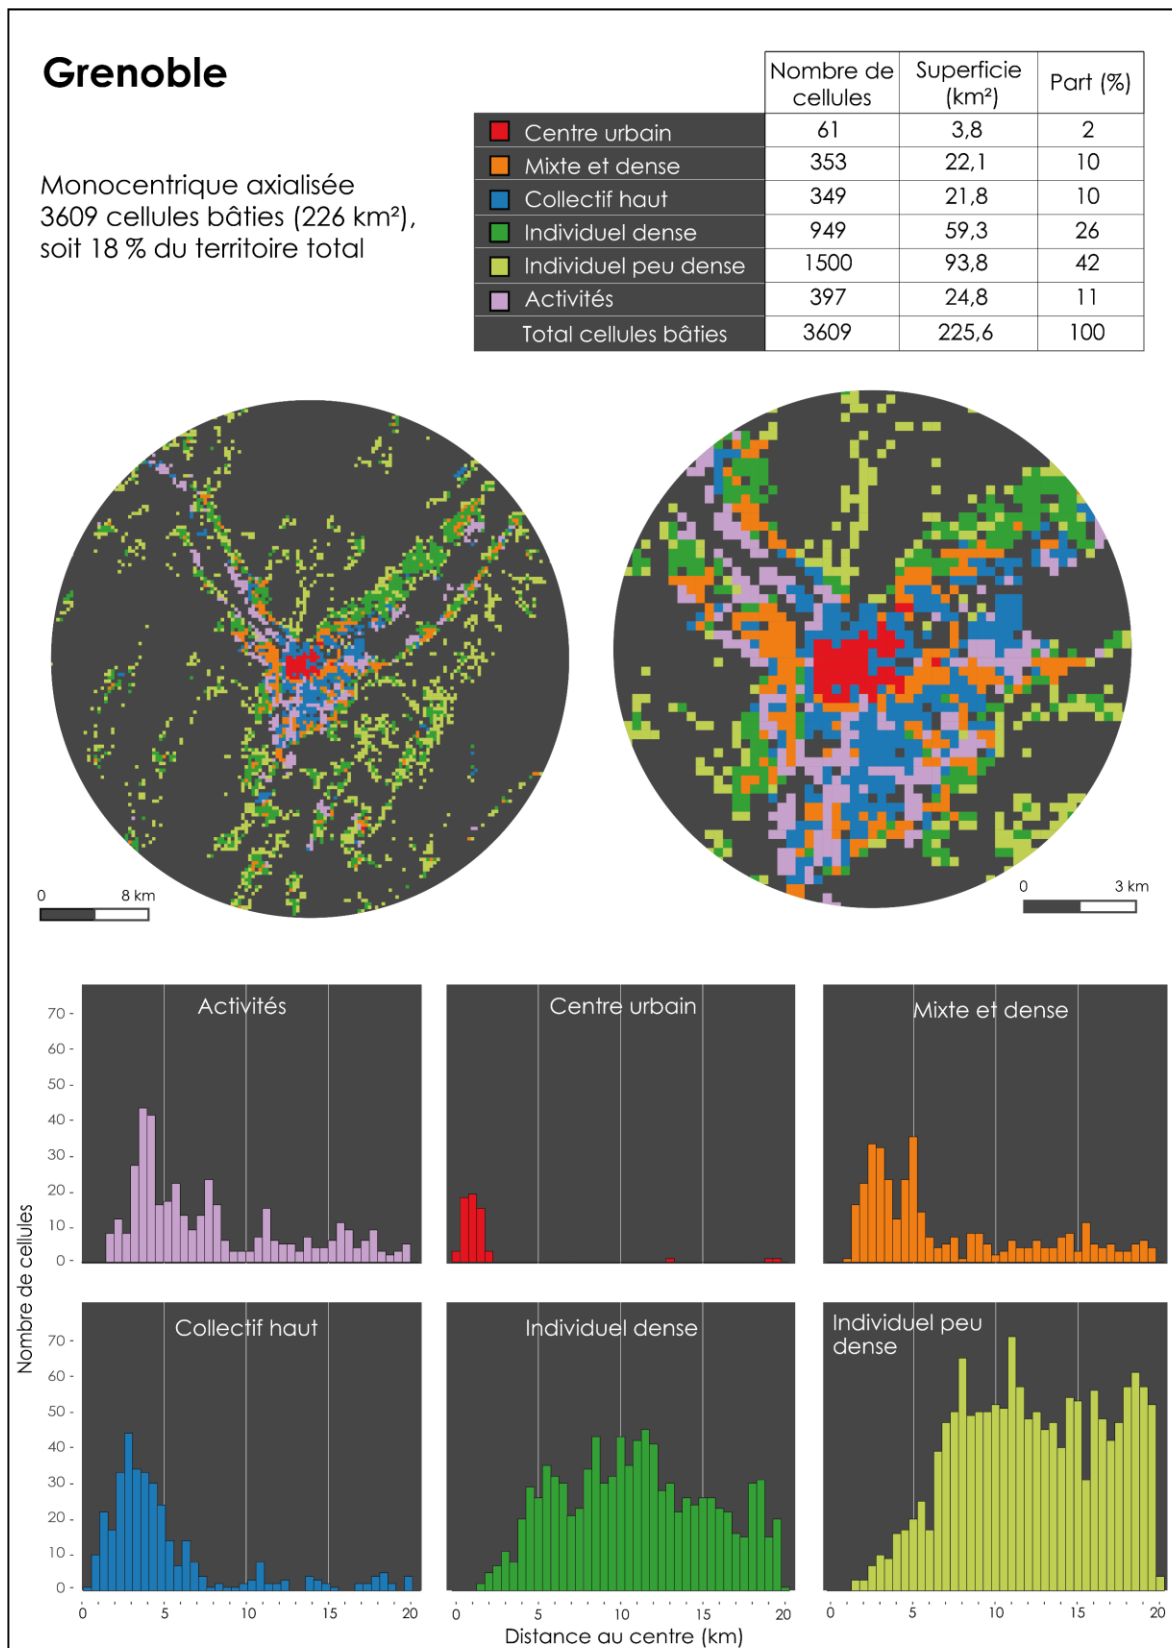 Grenoble
Monocentrique axialisée
3609 cellules bâties (226 km²),
soit 18 % du territoire total
Nombre de cellules Superficie (km²) Part (%)
Centre urbain 61 3,8 2
Mixte et dense 353 22,1 10
Collectif haut 349 21,8 10
Individuel dense 949 59,3 26
Individuel peu dense 1500 93,8 42
Activités 397 24,8 11
Total cellules bâties 3609 225,6 100
0 8 km
0 3 km
Nombre de cellules
Activités
70
60
50
40
30
20
10
0
Centre urbain
Mixte et dense
Collectif haut
70
60
50
40
30
20
10
0
0 5 10 15 20
Individuel dense
0 5 10 15 20
Individuel peu
dense
0 5 10 15 20
Distance au centre (km)